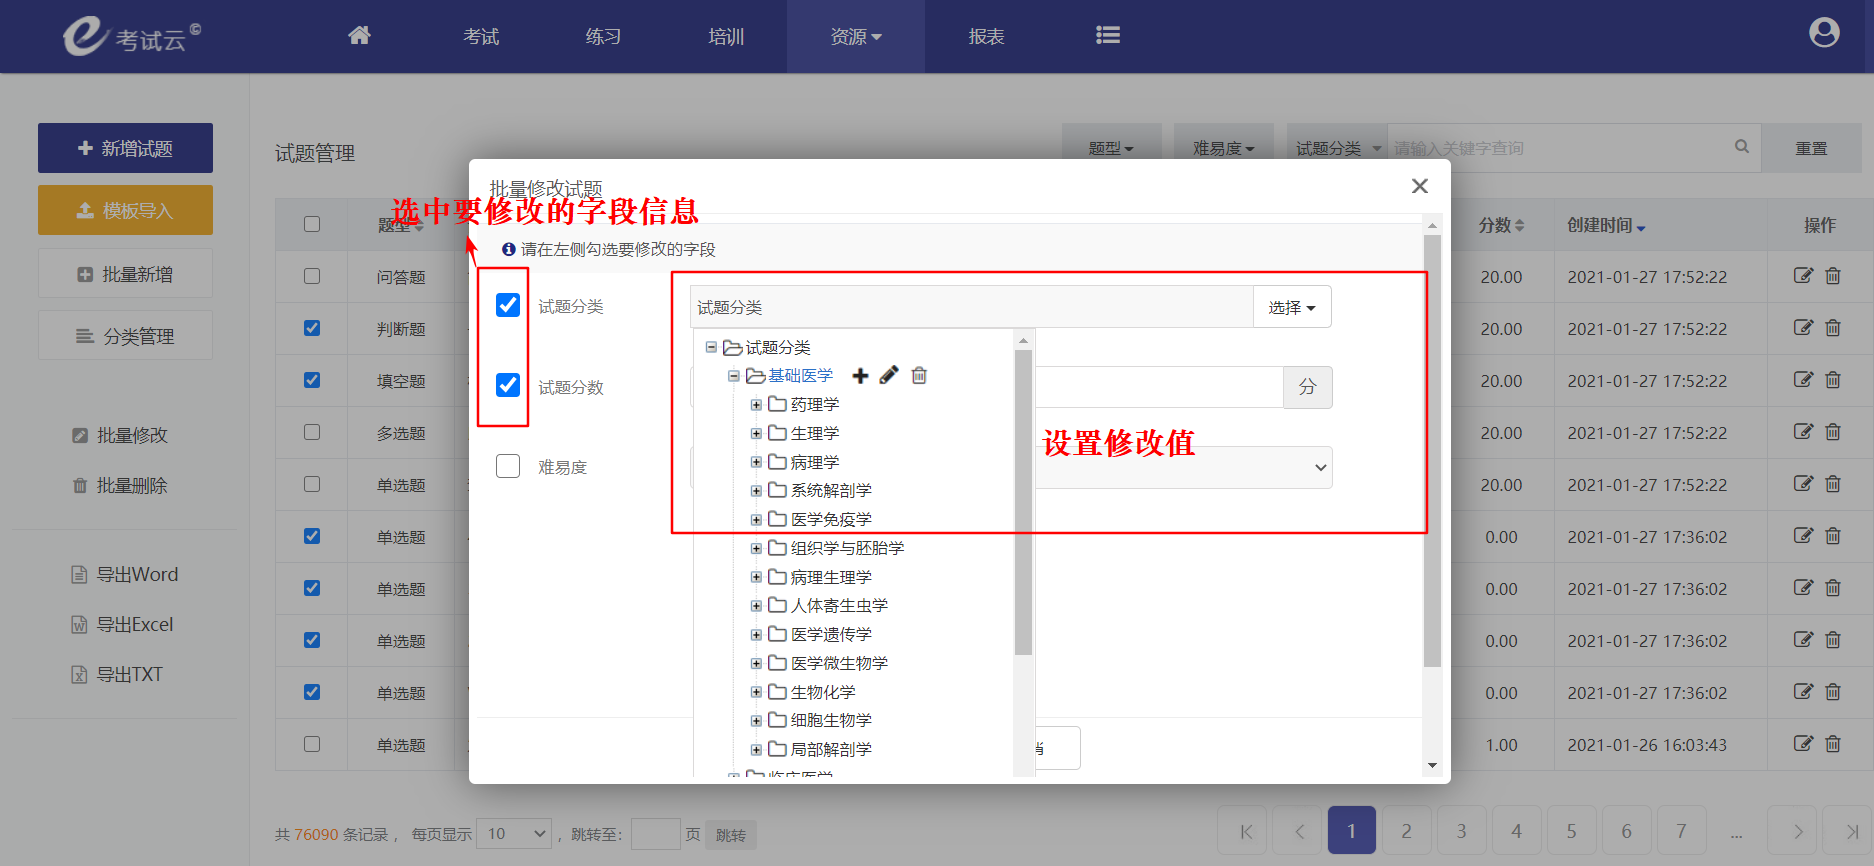 考试云©
考试
练习
培训
资源
报表
新增试题
模板导入
批量新增
分类管理
批量修改
批量删除
导出Word
导出Excel
导出TXT
试题管理
题型
难易度
试题分类
请输入关键字查询
重置
题型
分数
创建时间
操作
问答题
20.00
2021-01-27 17:52:22
判断题
20.00
2021-01-27 17:52:22
填空题
20.00
2021-01-27 17:52:22
多选题
20.00
2021-01-27 17:52:22
单选题
20.00
2021-01-27 17:52:22
单选题
0.00
2021-01-27 17:36:02
单选题
0.00
2021-01-27 17:36:02
单选题
0.00
2021-01-27 17:36:02
单选题
0.00
2021-01-27 17:36:02
单选题
1.00
2021-01-26 16:03:43
批量修改试题
选中要修改的字段信息
请在左侧勾选要修改的字段
试题分类
试题分类
选择
试题分数
分
难易度
设置修改值
试题分类
基础医学
药理学
生理学
病理学
系统解剖学
医学免疫学
组织学与胚胎学
病理生理学
人体寄生虫学
医学遗传学
医学微生物学
生物化学
细胞生物学
局部解剖学
临床医学
共 76090 条记录， 每页显示 10 ，跳转至: 页 跳转
1 2 3 4 5 6 7 ...